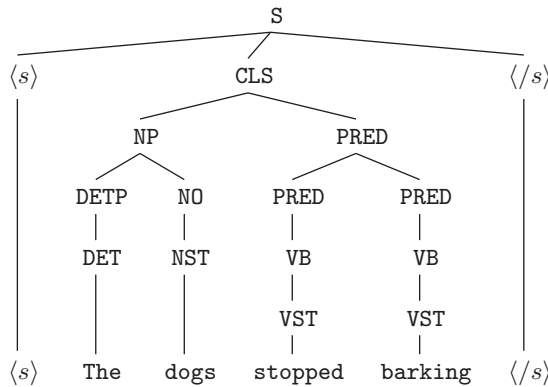 S
⟨s⟩ CLS ⟨/s⟩
NP PRED
DETP NO PRED PRED
DET NST VB VB
VST VST
⟨s⟩ The dogs stopped barking ⟨/s⟩